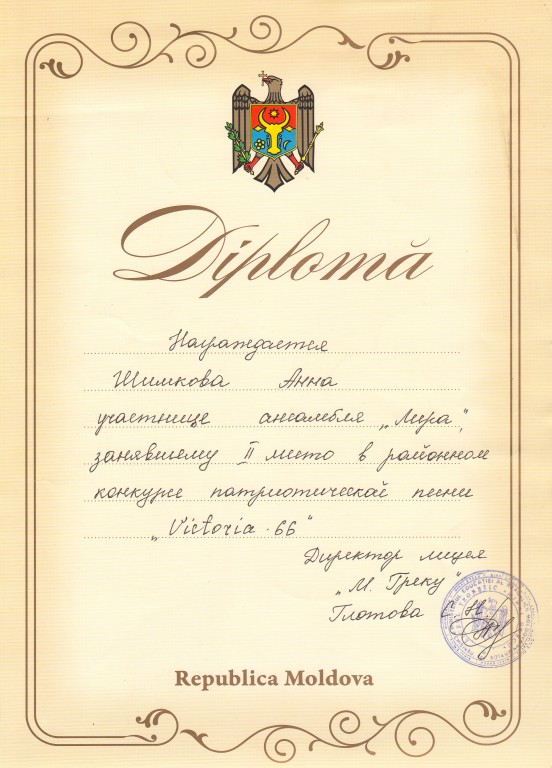 Diplomă
Награждается
Шимкова Анна
участнице ансамбля „Лира",
занявшему II место в районном
конкурсе патриотической песни
„Victoria - 66"
Директор лицея
„М. Греку"
Глотова С. Н.
Republica Moldova